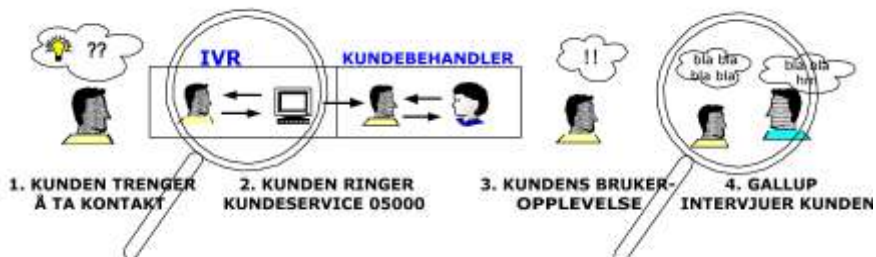 ??
IVR
KUNDEBEHANDLER
!!
bla bla
bla bla
bla bla
hm
1. KUNDEN TRENGER
Å TA KONTAKT
2. KUNDEN RINGER
KUNDESERVICE 05000
3. KUNDENS BRUKER-
OPPLEVELSE
4. GALLUP
INTERVJUER KUNDEN